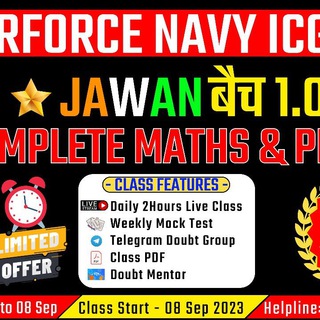 RFORCE NAVY ICG
JAWAN बैच 1.0
MPLETE MATHS & P
- CLASS FEATURES -
LIVE STREAM Daily 2Hours Live Class
Weekly Mock Test
Telegram Doubt Group
Class PDF
Doubt Mentor
LIMITED
OFFER
to 08 Sep
Class Start - 08 Sep 2023
Helpline: